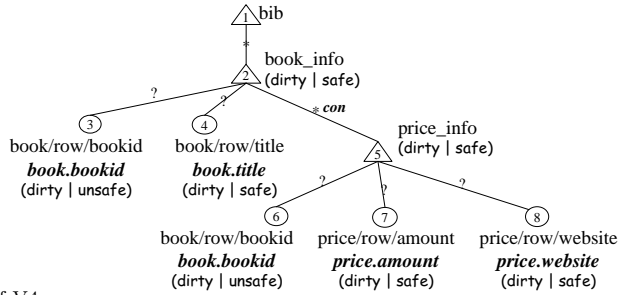 1 bib
*
book_info
2 (dirty | safe)
? ? * con
3 4 price_info
book/row/bookid book/row/title 5 (dirty | safe)
book.bookid book.title
(dirty | unsafe) (dirty | safe)
? ? ?
6 7 8
book/row/bookid price/row/amount price/row/website
book.bookid price.amount price.website
(dirty | unsafe) (dirty | safe) (dirty | safe)